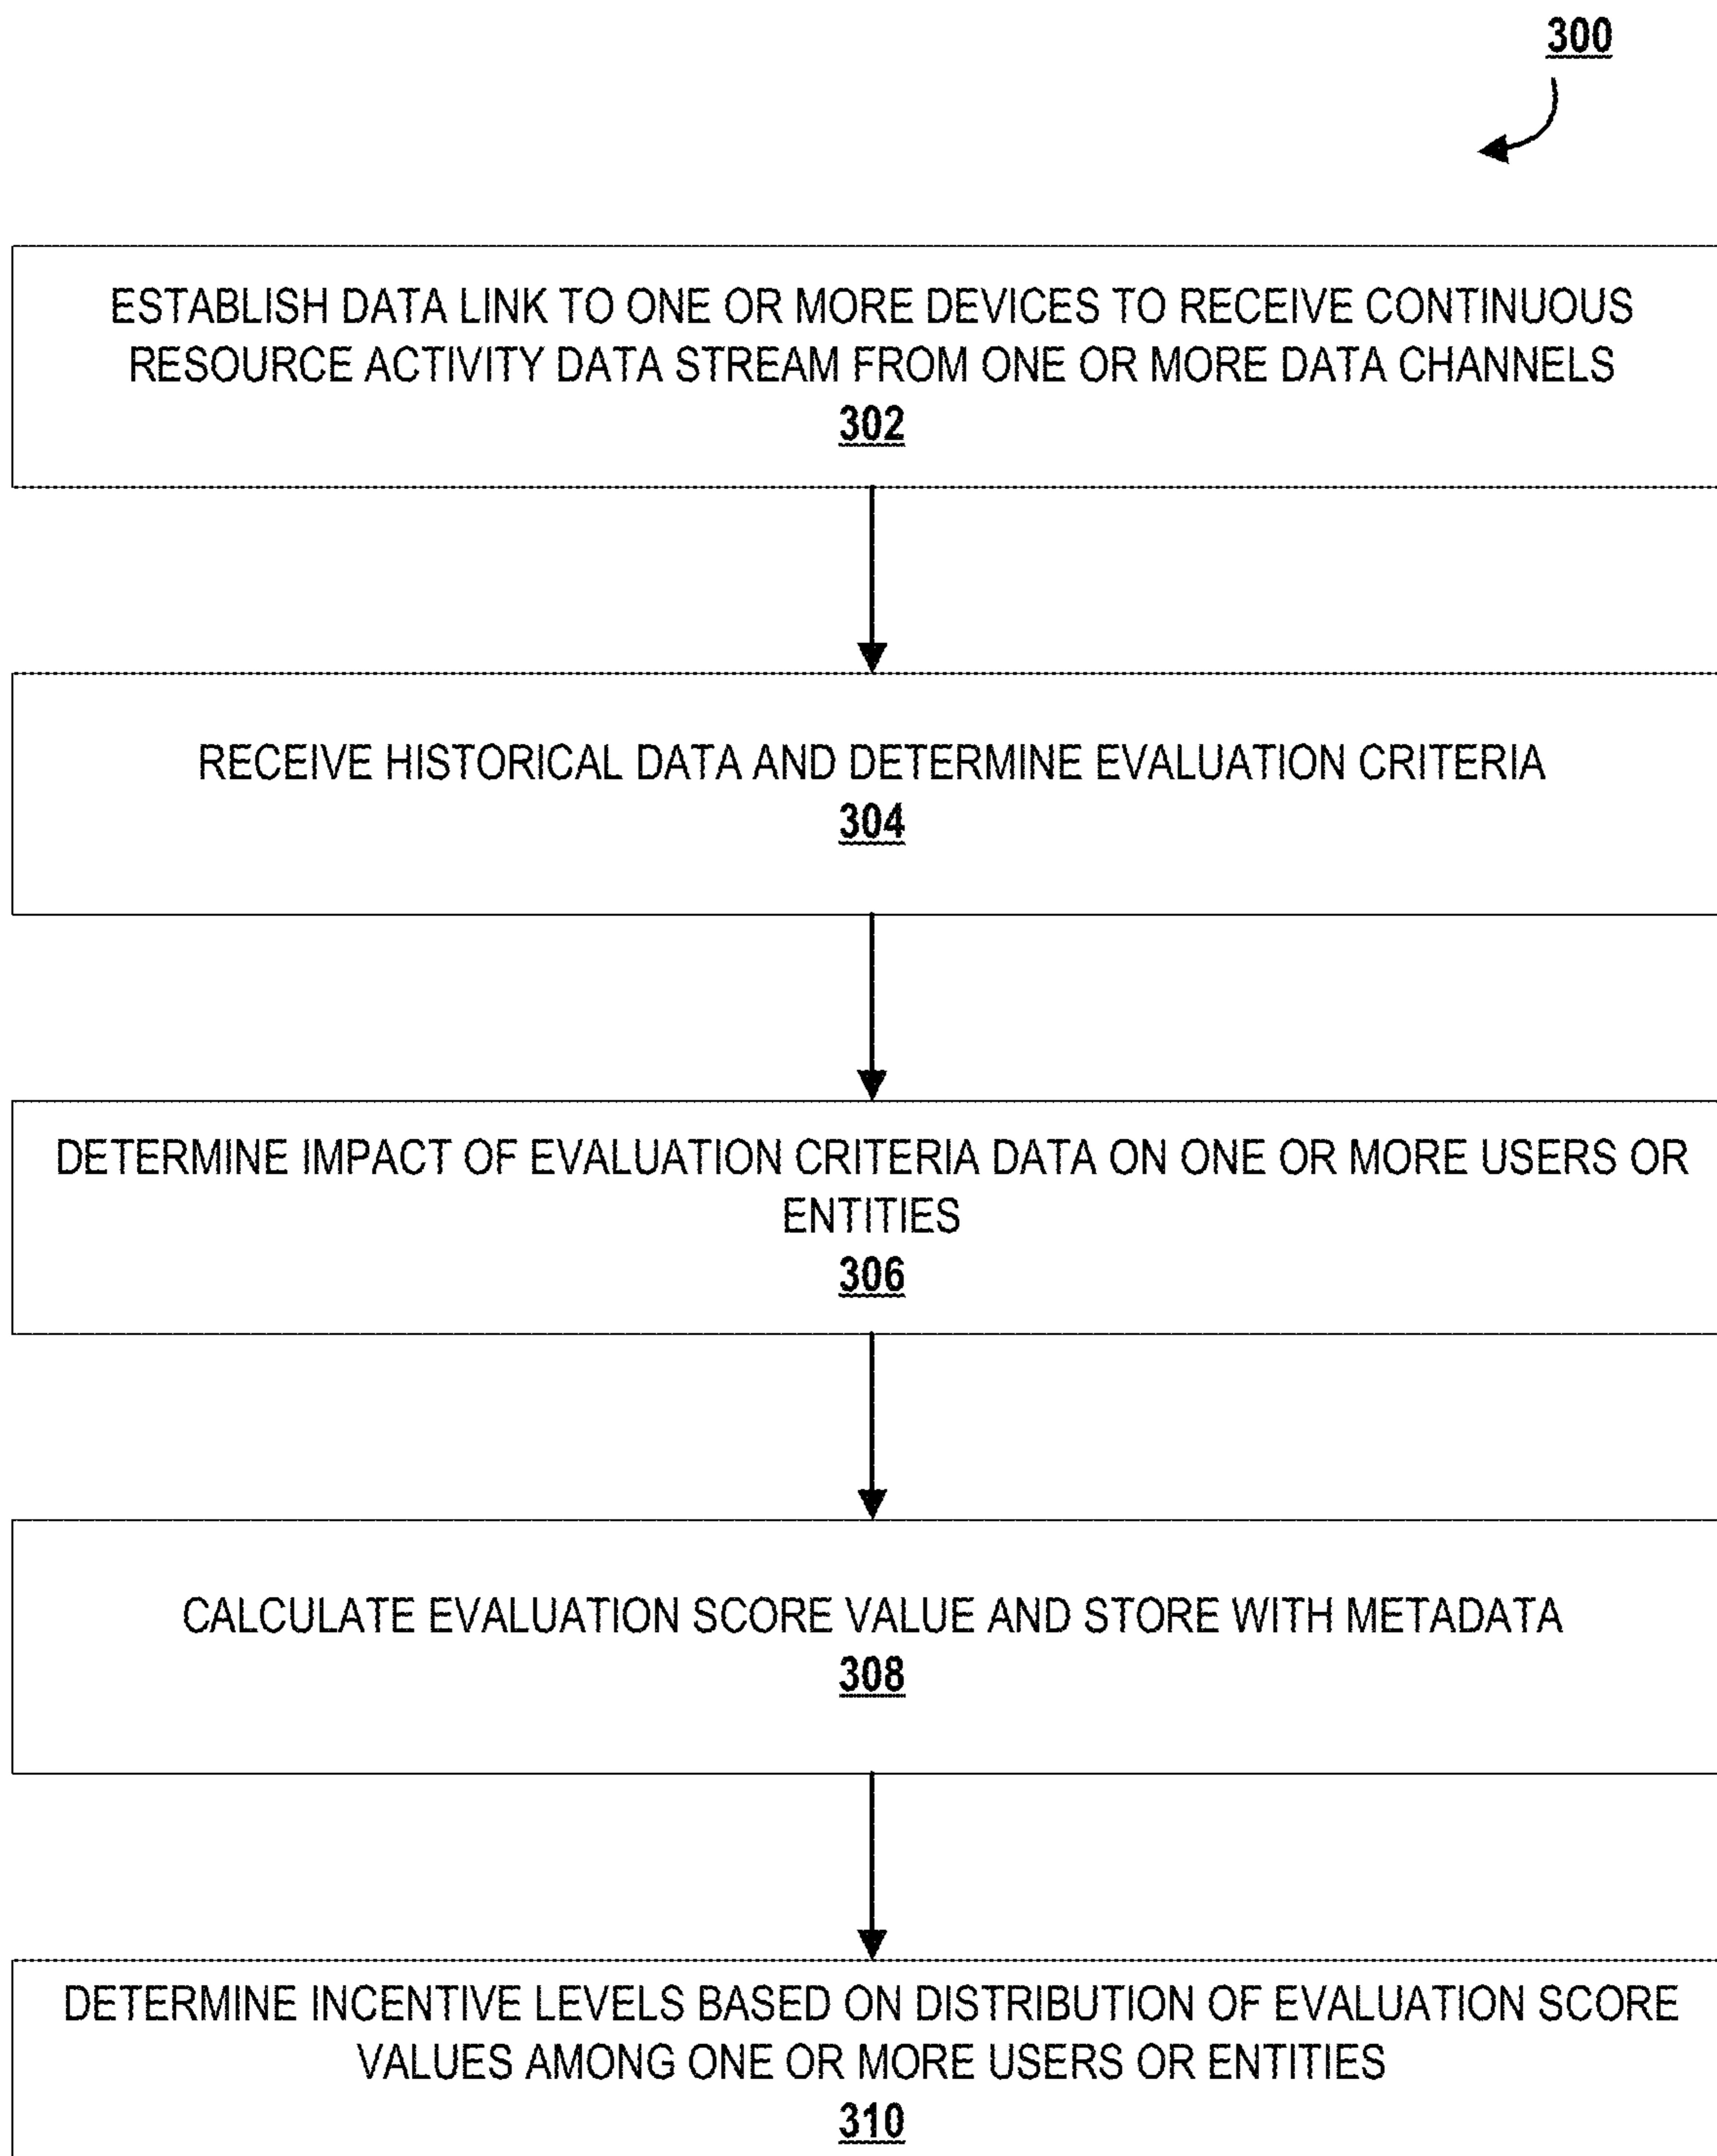 300
ESTABLISH DATA LINK TO ONE OR MORE DEVICES TO RECEIVE CONTINUOUS
RESOURCE ACTIVITY DATA STREAM FROM ONE OR MORE DATA CHANNELS
302
RECEIVE HISTORICAL DATA AND DETERMINE EVALUATION CRITERIA
304
DETERMINE IMPACT OF EVALUATION CRITERIA DATA ON ONE OR MORE USERS OR
ENTITIES
306
CALCULATE EVALUATION SCORE VALUE AND STORE WITH METADATA
308
DETERMINE INCENTIVE LEVELS BASED ON DISTRIBUTION OF EVALUATION SCORE
VALUES AMONG ONE OR MORE USERS OR ENTITIES
310